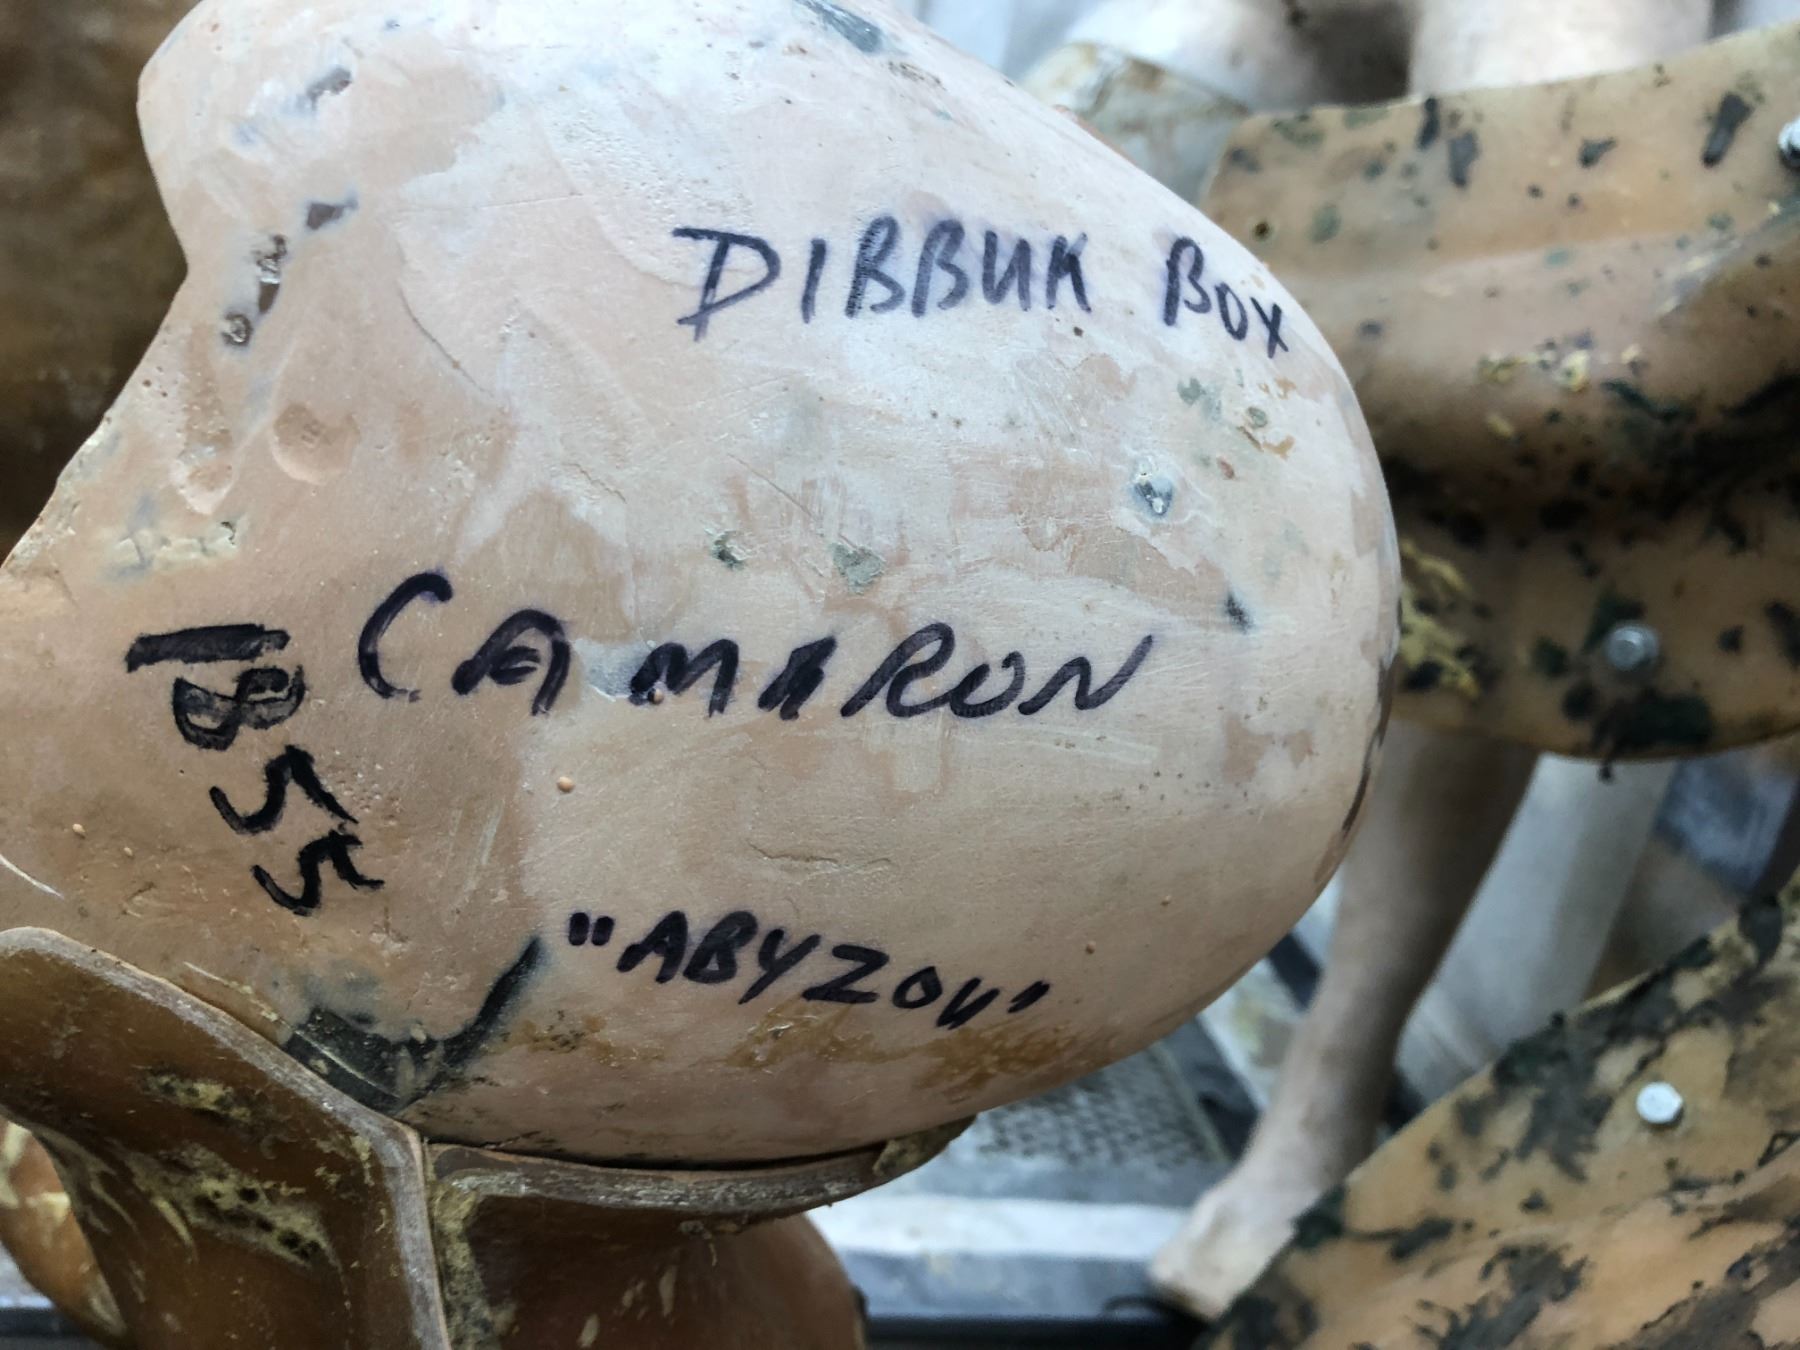 DIBBUK BOX
CAMARON
1855
"ABYZOU"